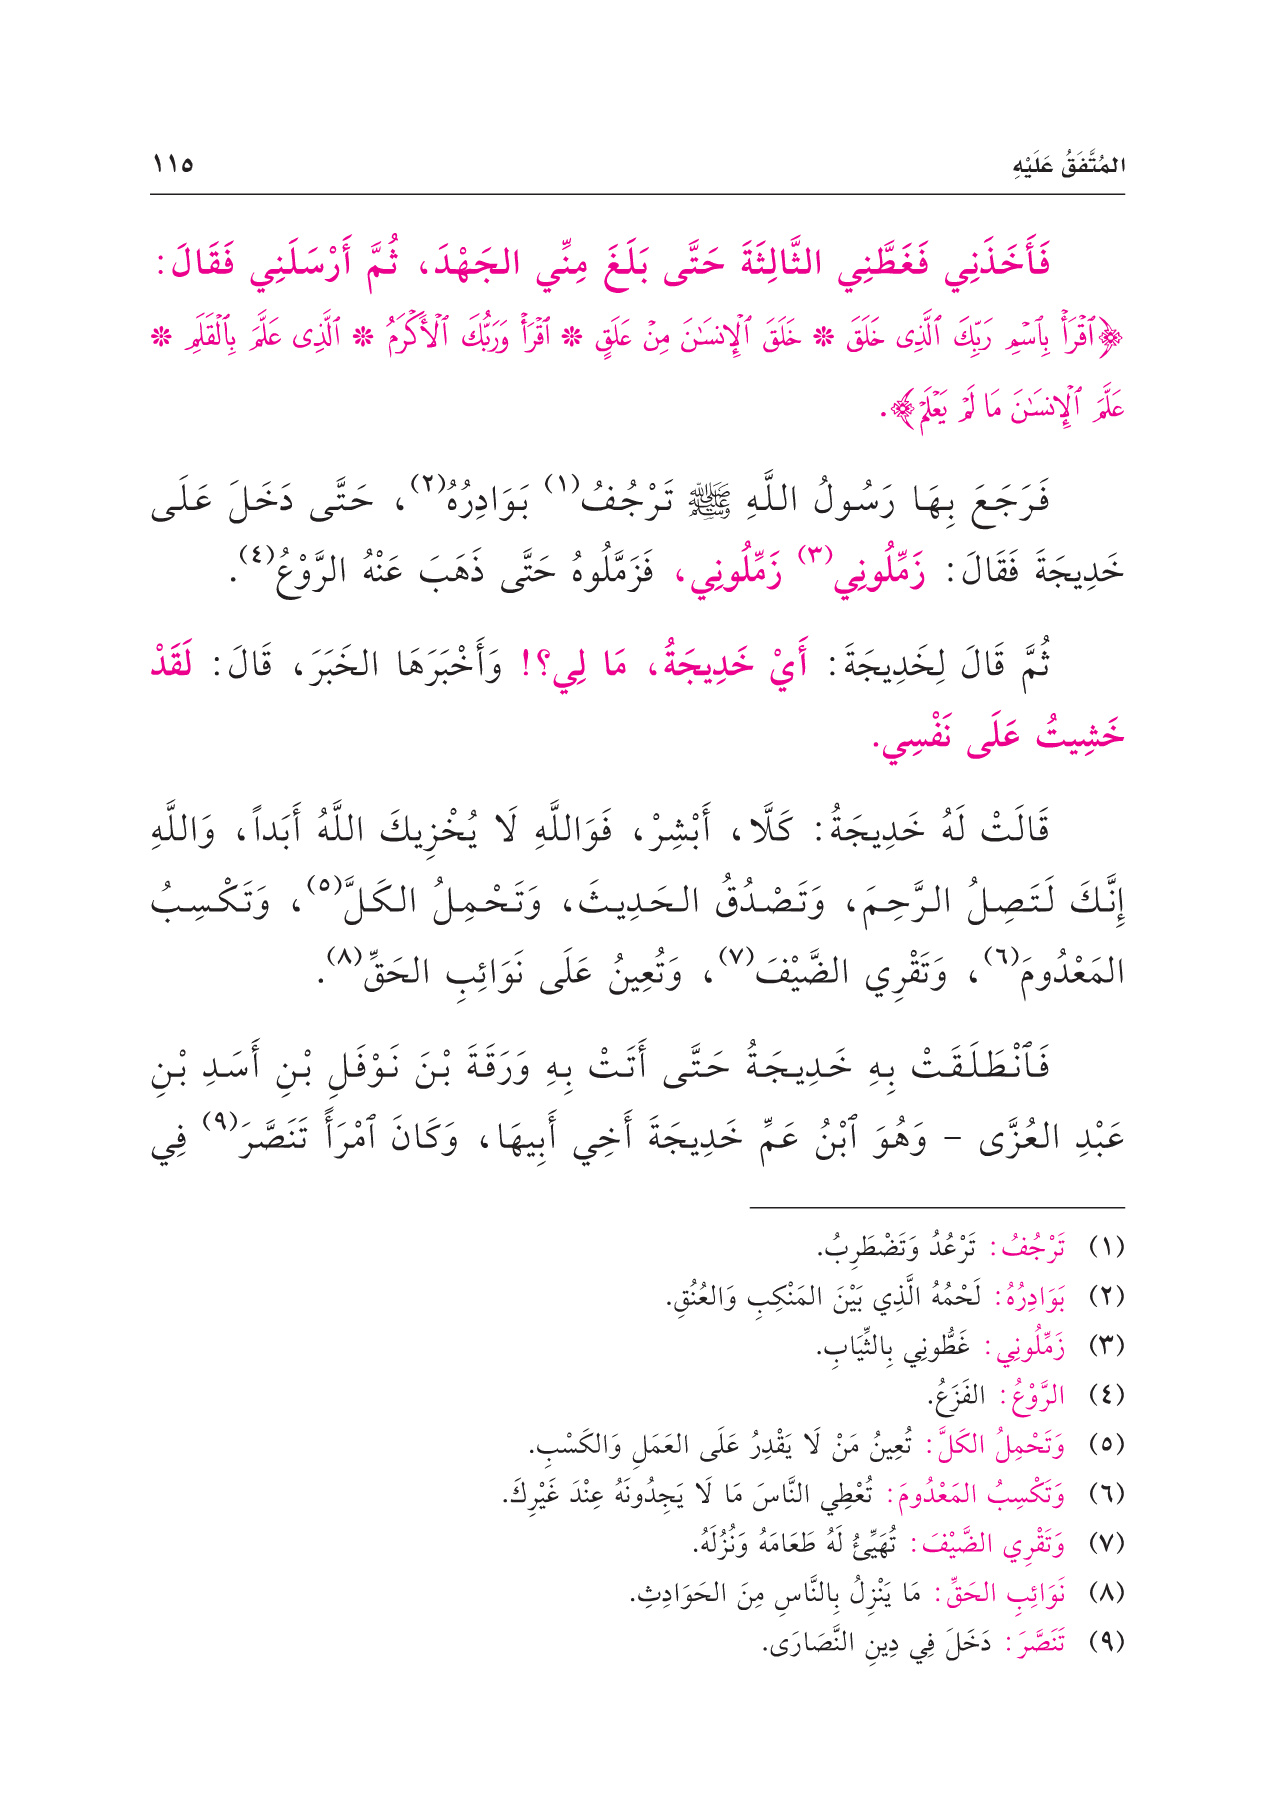 المُتَّفَقُ عَلَيْهِ ١١٥
فَأَخَذَنِي فَغَطَّنِي الثَّالِثَةَ حَتَّى بَلَغَ مِنِّي الجَهْدَ، ثُمَّ أَرْسَلَنِي فَقَالَ:
﴿ٱقْرَأْ بِٱسْمِ رَبِّكَ ٱلَّذِى خَلَقَ * خَلَقَ ٱلْإِنسَٰنَ مِنْ عَلَقٍ * ٱقْرَأْ وَرَبُّكَ ٱلْأَكْرَمُ * ٱلَّذِى عَلَّمَ بِٱلْقَلَمِ *
عَلَّمَ ٱلْإِنسَٰنَ مَا لَمْ يَعْلَمْ﴾.
فَرَجَعَ بِهَا رَسُولُ اللَّهِ ﷺ تَرْجُفُ(١) بَوَادِرُهُ(٢)، حَتَّى دَخَلَ عَلَى
خَدِيجَةَ فَقَالَ: زَمِّلُونِي(٣) زَمِّلُونِي، فَزَمَّلُوهُ حَتَّى ذَهَبَ عَنْهُ الرَّوْعُ(٤).
ثُمَّ قَالَ لِخَدِيجَةَ: أَيْ خَدِيجَةُ، مَا لِي؟! وَأَخْبَرَهَا الخَبَرَ، قَالَ: لَقَدْ
خَشِيتُ عَلَى نَفْسِي.
قَالَتْ لَهُ خَدِيجَةُ: كَلَّا، أَبْشِرْ، فَوَاللَّهِ لَا يُخْزِيكَ اللَّهُ أَبَداً، وَاللَّهِ
إِنَّكَ لَتَصِلُ الرَّحِمَ، وَتَصْدُقُ الحَدِيثَ، وَتَحْمِلُ الكَلَّ(٥)، وَتَكْسِبُ
المَعْدُومَ(٦)، وَتَقْرِي الضَّيْفَ(٧)، وَتُعِينُ عَلَى نَوَائِبِ الحَقِّ(٨).
فَٱنْطَلَقَتْ بِهِ خَدِيجَةُ حَتَّى أَتَتْ بِهِ وَرَقَةَ بْنَ نَوْفَلِ بْنِ أَسَدِ بْنِ
عَبْدِ العُزَّى - وَهُوَ ٱبْنُ عَمِّ خَدِيجَةَ أَخِي أَبِيهَا، وَكَانَ ٱمْرَأً تَنَصَّرَ(٩) فِي
(١) تَرْجُفُ: تَرْعُدُ وَتَضْطَرِبُ.
(٢) بَوَادِرُهُ: لَحْمُهُ الَّذِي بَيْنَ المَنْكِبِ وَالعُنُقِ.
(٣) زَمِّلُونِي: غَطُّونِي بِالثِّيَابِ.
(٤) الرَّوْعُ: الفَزَعُ.
(٥) وَتَحْمِلُ الكَلَّ: تُعِينُ مَنْ لَا يَقْدِرُ عَلَى العَمَلِ وَالكَسْبِ.
(٦) وَتَكْسِبُ المَعْدُومَ: تُعْطِي النَّاسَ مَا لَا يَجِدُونَهُ عِنْدَ غَيْرِكَ.
(٧) وَتَقْرِي الضَّيْفَ: تُهَيِّئُ لَهُ طَعَامَهُ وَنُزُلَهُ.
(٨) نَوَائِبِ الحَقِّ: مَا يَنْزِلُ بِالنَّاسِ مِنَ الحَوَادِثِ.
(٩) تَنَصَّرَ: دَخَلَ فِي دِينِ النَّصَارَى.